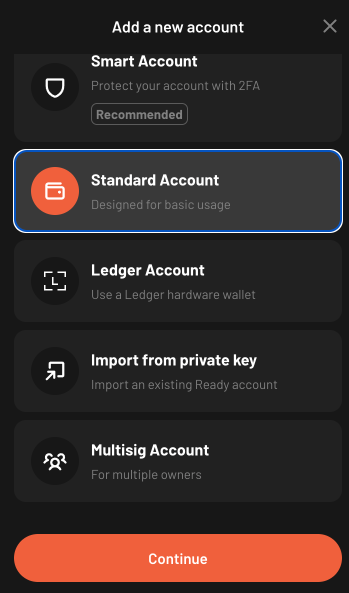 Add a new account
Smart Account
Protect your account with 2FA
Recommended
Standard Account
Designed for basic usage
Ledger Account
Use a Ledger hardware wallet
Import from private key
Import an existing Ready account
Multisig Account
For multiple owners
Continue